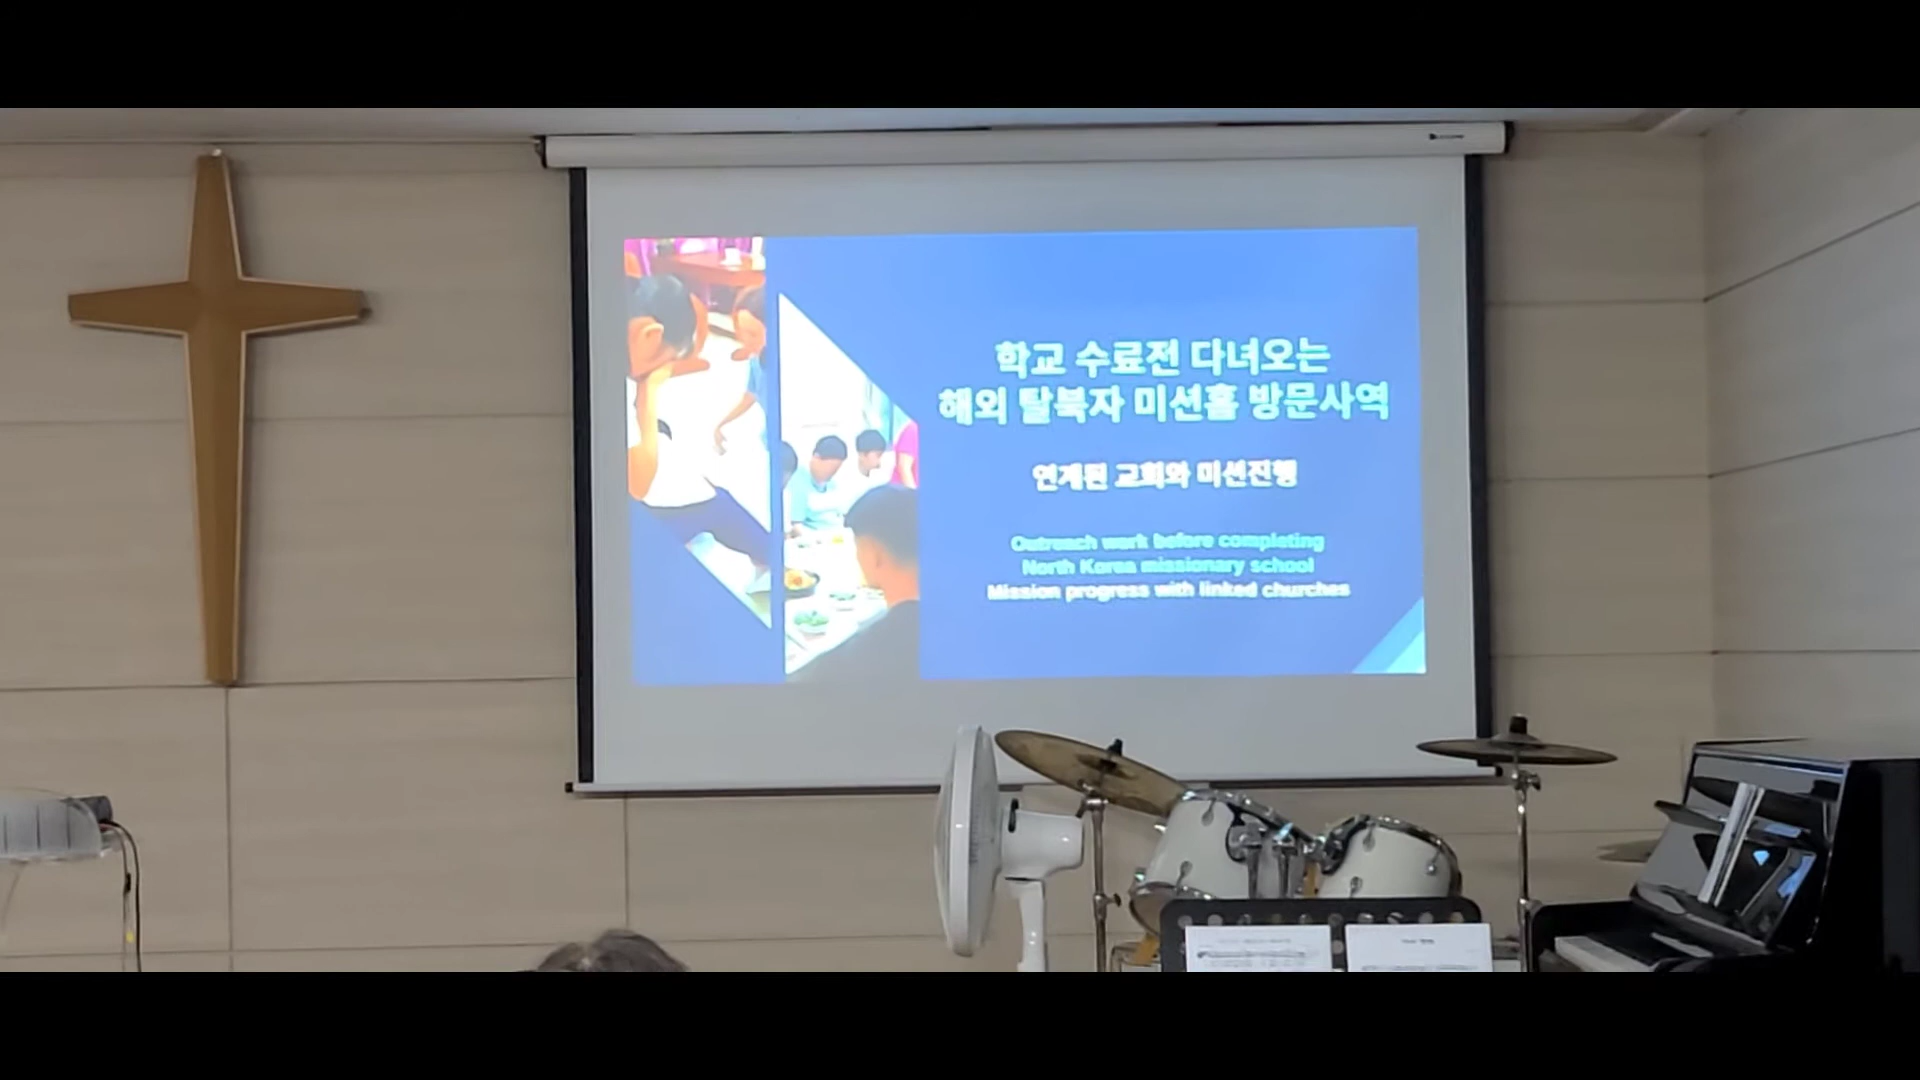 학교 수료전 다녀오는
해외 탈북자 미션홈 방문사역
연계된 교회와 미션진행
Outreach work before completing
North Korea missionary school
Mission progress with linked churches